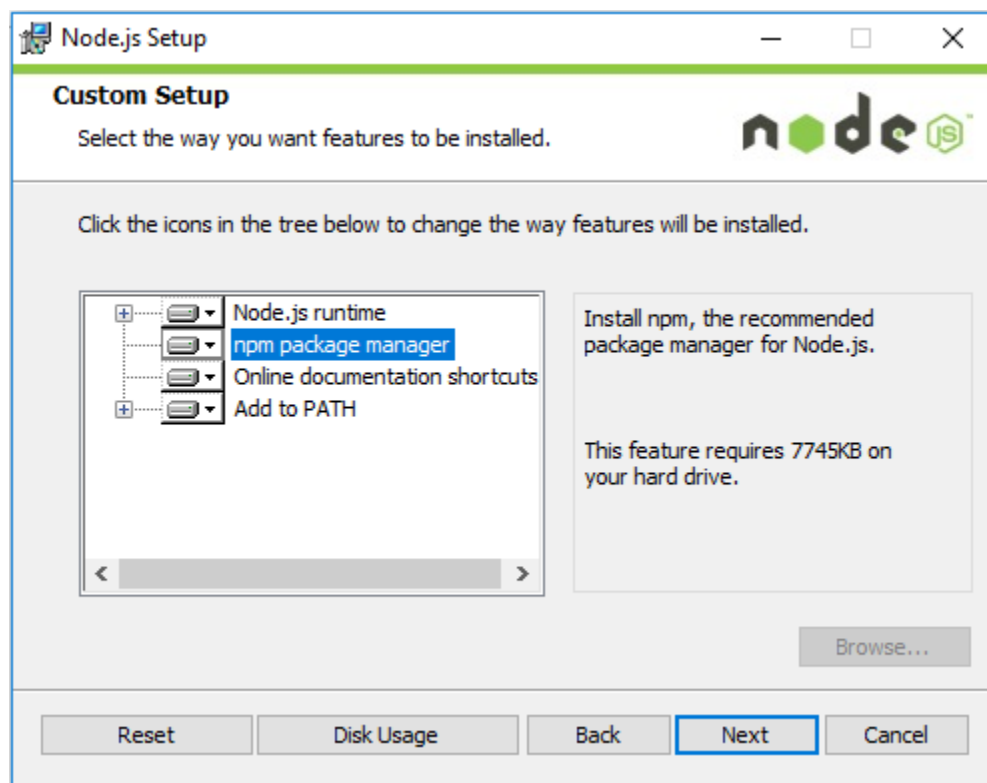 Node.js Setup
Custom Setup
Select the way you want features to be installed.
node JS ™
Click the icons in the tree below to change the way features will be installed.
Node.js runtime
npm package manager
Online documentation shortcuts
Add to PATH
Install npm, the recommended
package manager for Node.js.
This feature requires 7745KB on
your hard drive.
Browse...
Reset
Disk Usage
Back
Next
Cancel